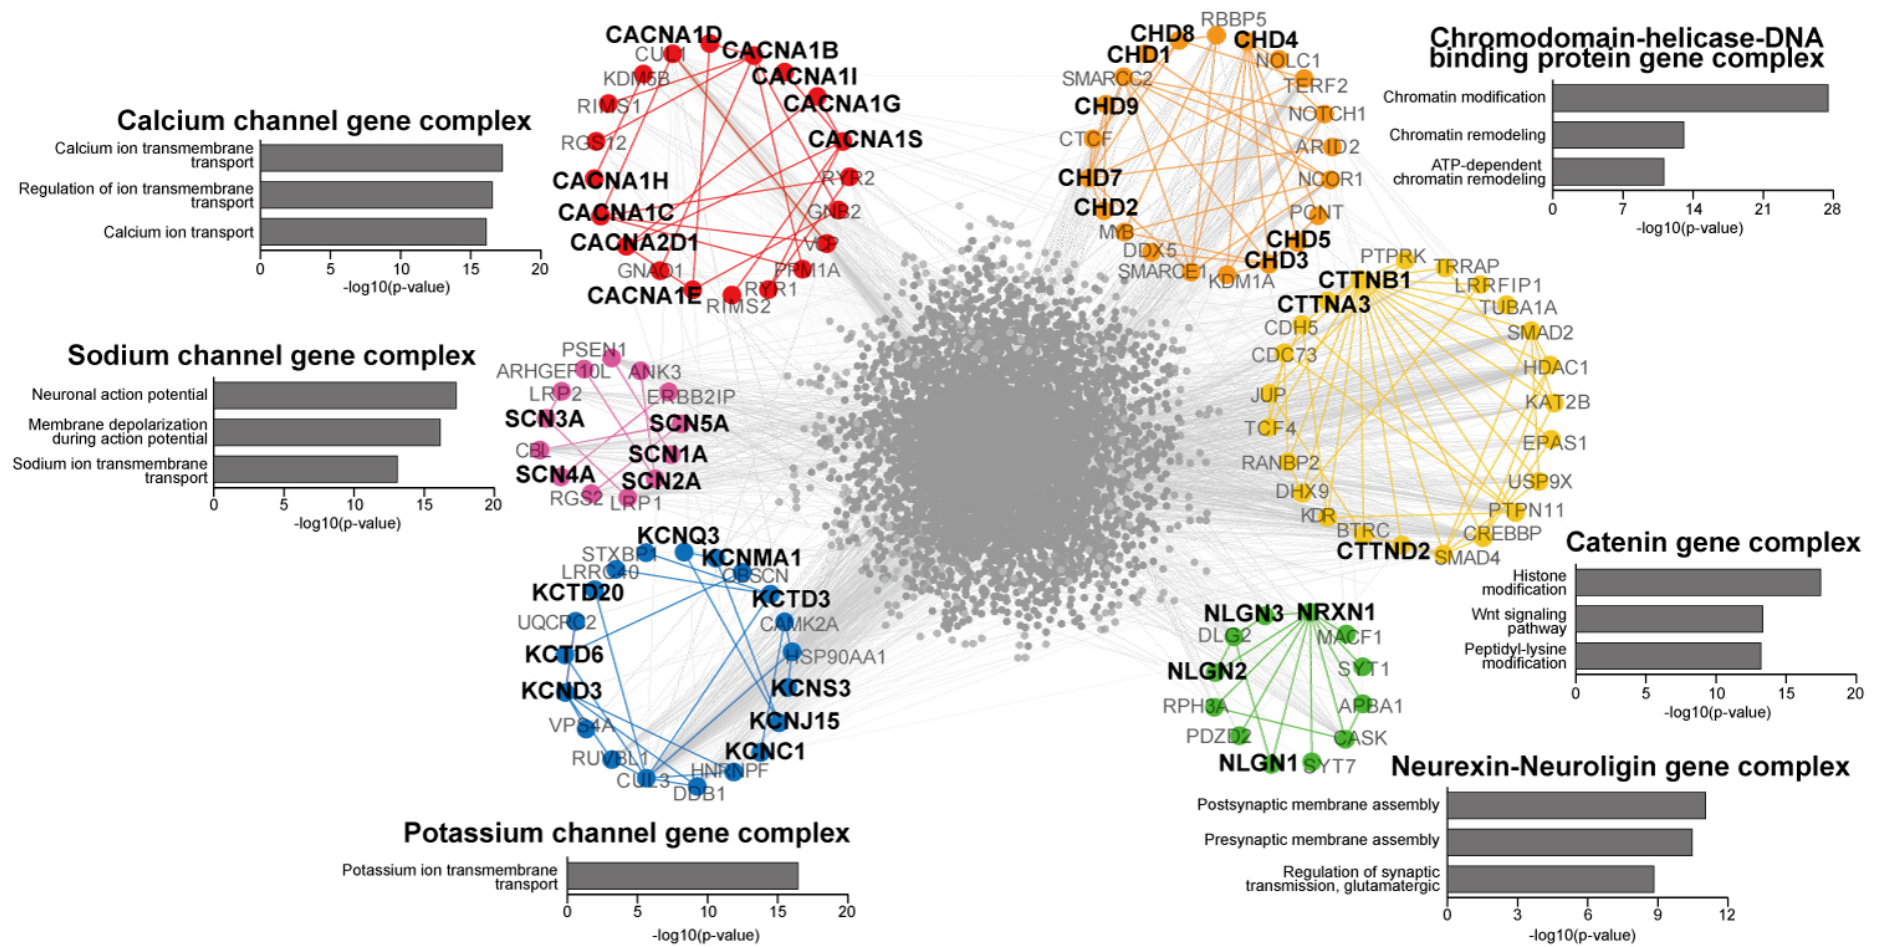 Calcium channel gene complex
Calcium ion transmembrane
transport
Regulation of ion transmembrane
transport
Calcium ion transport
0 5 10 15 20
-log10(p-value)
CACNA1D
CUL1
CACNA1B
KDM5B
CACNA1I
RIMS1
CACNA1G
RGS12
CACNA1S
CACNA1H
RYR2
CACNA1C
GNB2
CACNA2D1
VCP
GNAO1
PPM1A
CACNA1E
RYR1
RIMS2
RBBP5
CHD8
CHD4
CHD1
NOLC1
SMARCC2
TERF2
CHD9
NOTCH1
CTCF
ARID2
CHD7
NCOR1
CHD2
PCNT
MYB
CHD5
DDX5
CHD3
SMARCE1
KDM1A
Chromodomain-helicase-DNA
binding protein gene complex
Chromatin modification
Chromatin remodeling
ATP-dependent
chromatin remodeling
0 7 14 21 28
-log10(p-value)
Sodium channel gene complex
Neuronal action potential
Membrane depolarization
during action potential
Sodium ion transmembrane
transport
0 5 10 15 20
-log10(p-value)
PSEN1
ARHGEF10L
ANK3
LRP2
ERBB2IP
SCN3A
SCN5A
CBL
SCN1A
SCN4A
SCN2A
RGS2
LRP1
PTPRK
TRRAP
CTTNB1
LRRFIP1
CTTNA3
TUBA1A
CDH5
SMAD2
CDC73
HDAC1
JUP
KAT2B
TCF4
EPAS1
RANBP2
USP9X
DHX9
PTPN11
KDR
BTRC
CREBBP
CTTND2
SMAD4
Catenin gene complex
Histone
modification
Wnt signaling
pathway
Peptidyl-lysine
modification
0 5 10 15 20
-log10(p-value)
KCNQ3
STXBP1
KCNMA1
LRRC40
OBSCN
KCTD20
KCTD3
UQCRC2
CAMK2A
KCTD6
HSP90AA1
KCND3
KCNS3
VPS4A
KCNJ15
RUVBL1
KCNC1
CUL3
HNRNPF
DDB1
Potassium channel gene complex
Potassium ion transmembrane
transport
0 5 10 15 20
-log10(p-value)
NLGN3
NRXN1
DLG2
MACF1
NLGN2
SYT1
RPH3A
APBA1
PDZD2
CASK
NLGN1
SYT7
Neurexin-Neuroligin gene complex
Postsynaptic membrane assembly
Presynaptic membrane assembly
Regulation of synaptic
transmission, glutamatergic
0 3 6 9 12
-log10(p-value)